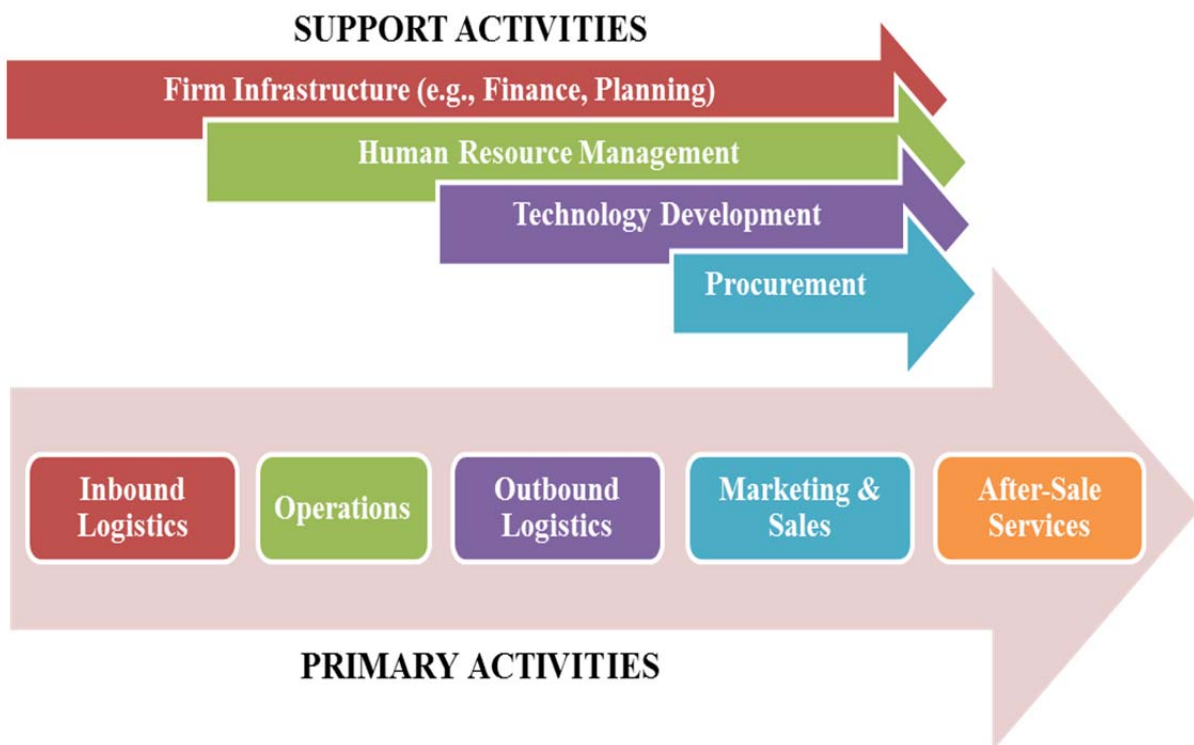 SUPPORT ACTIVITIES
Firm Infrastructure (e.g., Finance, Planning)
Human Resource Management
Technology Development
Procurement
Inbound
Logistics
Operations
Outbound
Logistics
Marketing &
Sales
After-Sale
Services
PRIMARY ACTIVITIES